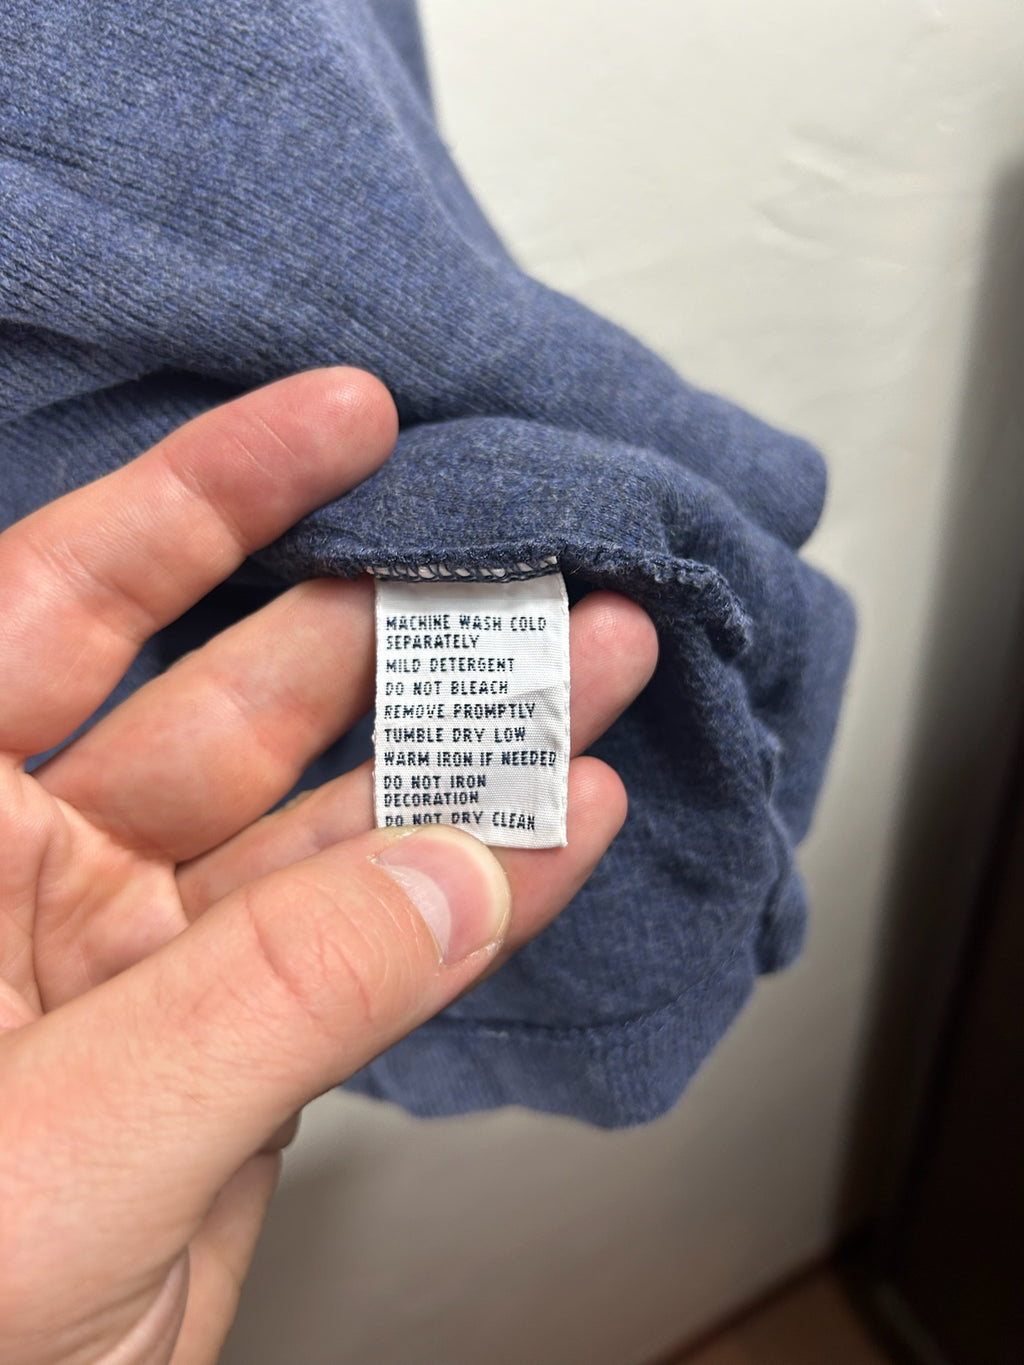 MACHINE WASH COLD
SEPARATELY
MILD DETERGENT
DO NOT BLEACH
REMOVE PROMPTLY
TUMBLE DRY LOW
WARM IRON IF NEEDED
DO NOT IRON
DECORATION
DO NOT DRY CLEAN